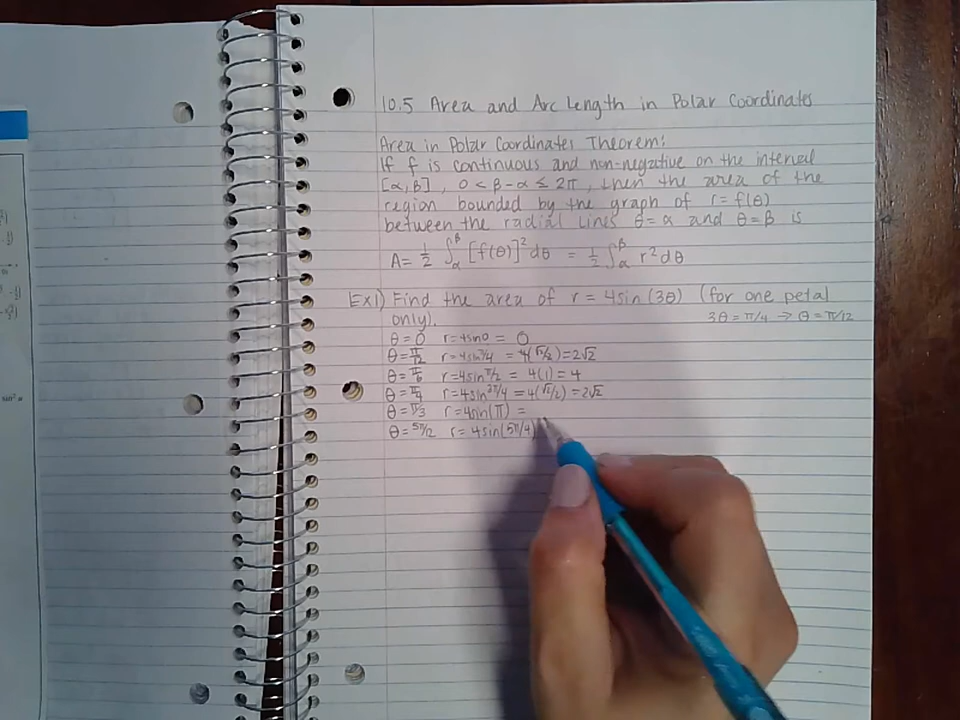 10.5 Area and Arc Length in Polar Coordinates
Area in Polar Coordinates Theorem:
If f is continuous and non-negative on the interval
[α,β], 0 < β-α ≤ 2π, then the area of the
region bounded by the graph of r = f(θ)
between the radial lines θ=α and θ=β is
A = 1/2 ∫_α^β [f(θ)]² dθ = 1/2 ∫_α^β r² dθ
EX1) Find the area of r = 4sin(3θ) (for one petal
only). 3θ = π/4 → θ = π/12
θ = 0 r = 4sin0 = 0
θ = π/12 r = 4sin π/4 = 4(√2/2) = 2√2
θ = π/6 r = 4sin π/2 = 4(1) = 4
θ = π/4 r = 4sin 3π/4 = 4(√2/2) = 2√2
θ = π/3 r = 4sin(π) =
θ = 5π/2 r = 4sin(5π/4)
sin² α